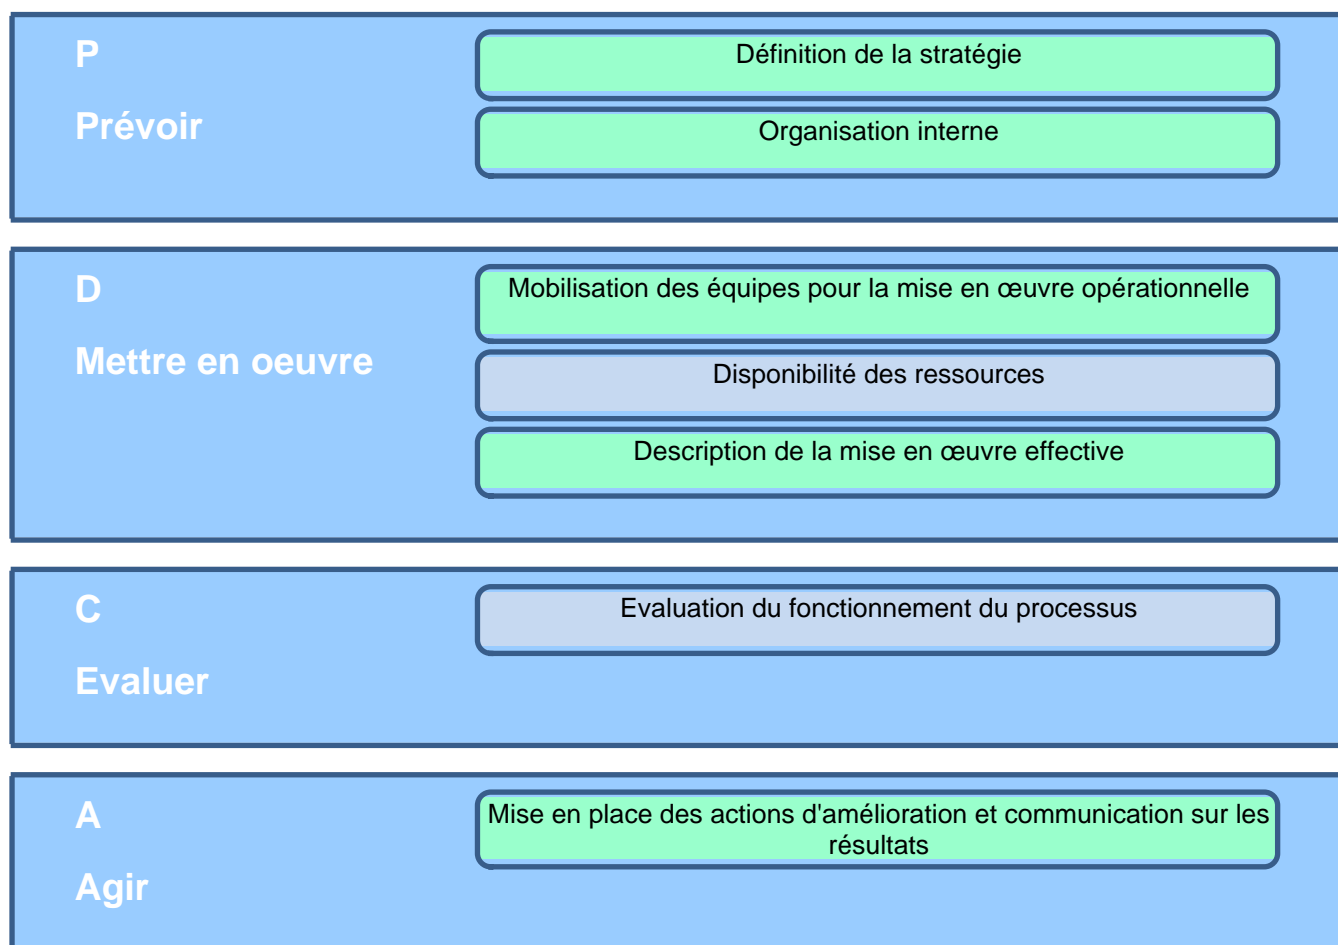 P
Prévoir
Définition de la stratégie
Organisation interne
D
Mettre en oeuvre
Mobilisation des équipes pour la mise en œuvre opérationnelle
Disponibilité des ressources
Description de la mise en œuvre effective
C
Evaluer
Evaluation du fonctionnement du processus
A
Agir
Mise en place des actions d'amélioration et communication sur les
résultats